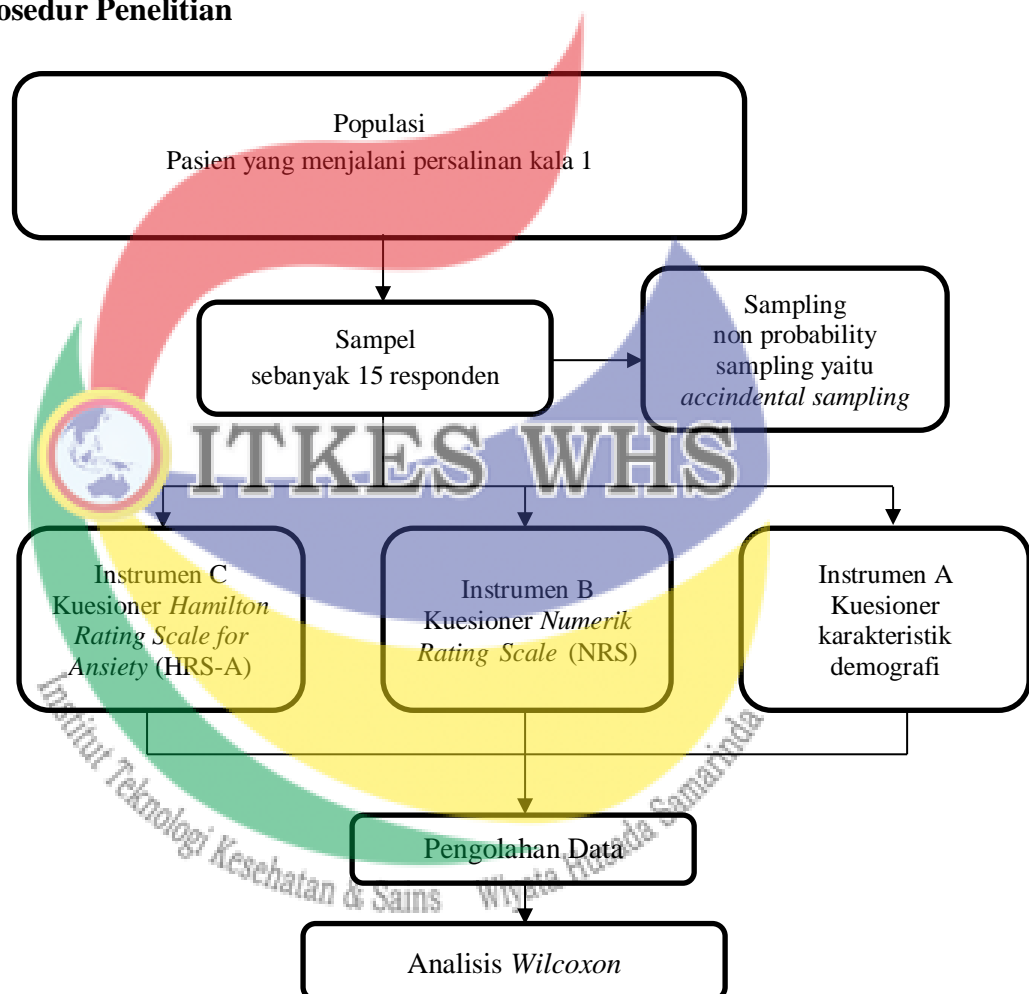 osedur Penelitian
Populasi
Pasien yang menjalani persalinan kala 1
Sampel
sebanyak 15 responden
Sampling
non probability
sampling yaitu
accindental sampling
ITKES WHS
Instrumen C
Kuesioner Hamilton
Rating Scale for
Ansiety (HRS-A)
Instrumen B
Kuesioner Numerik
Rating Scale (NRS)
Instrumen A
Kuesioner
karakteristik
demografi
Institut Teknologi Kesehatan & Sains Wiyata Husada Samarinda
Pengolahan Data
Analisis Wilcoxon